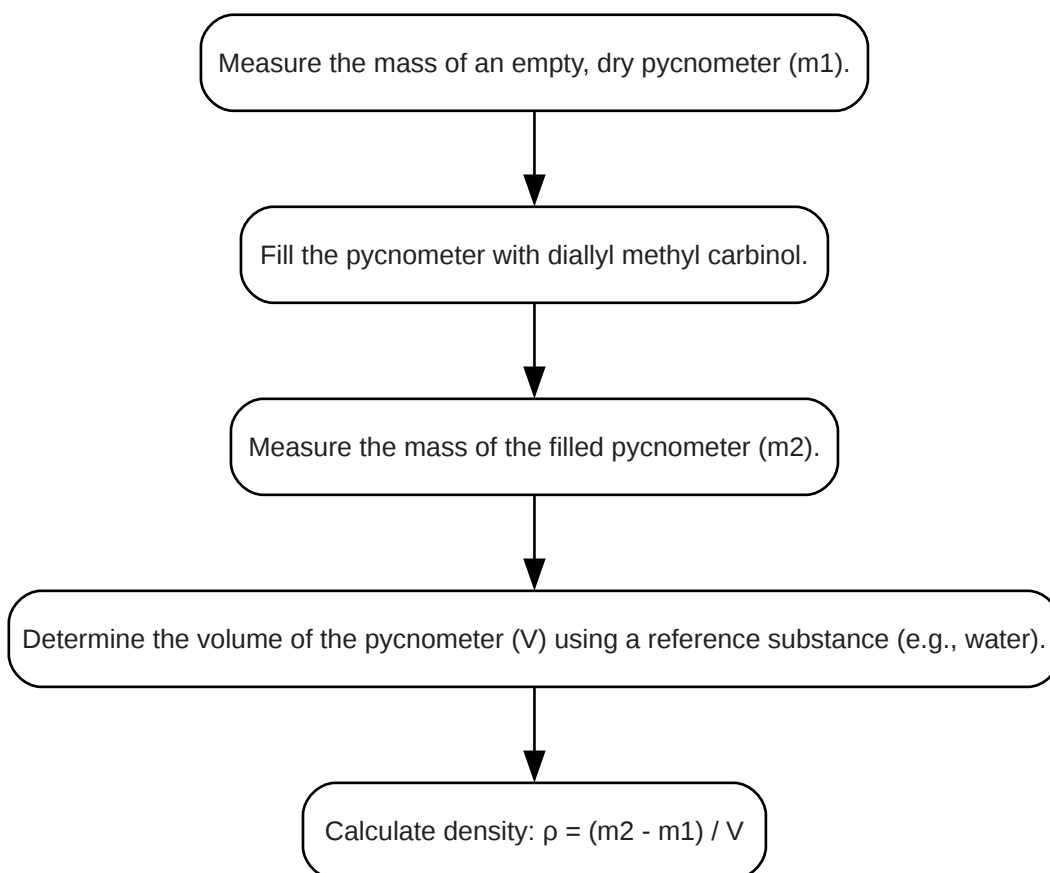 Measure the mass of an empty, dry pycnometer (m1).
Fill the pycnometer with diallyl methyl carbinol.
Measure the mass of the filled pycnometer (m2).
Determine the volume of the pycnometer (V) using a reference substance (e.g., water).
Calculate density: ρ = (m2 - m1) / V